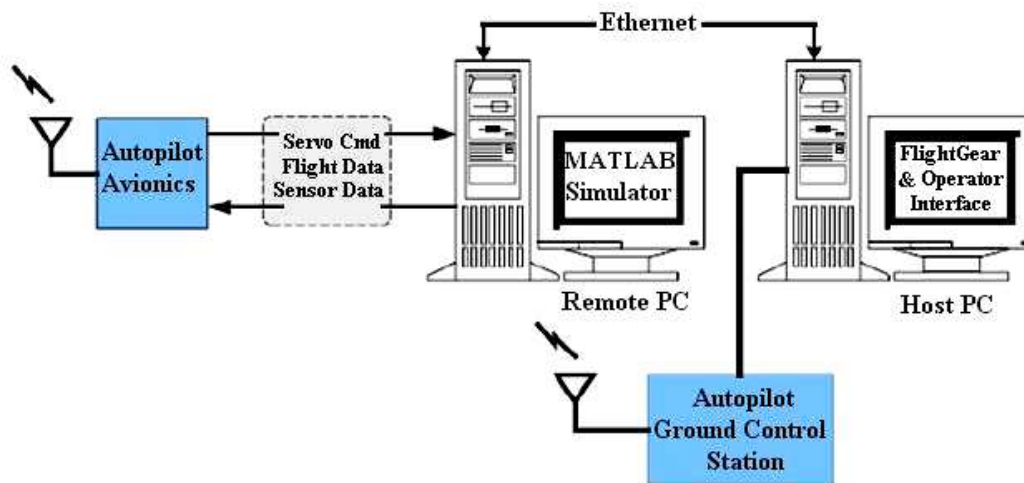 Ethernet
Autopilot
Avionics
Servo Cmd
Flight Data
Sensor Data
MATLAB
Simulator
Remote PC
FlightGear
& Operator
Interface
Host PC
Autopilot
Ground Control
Station